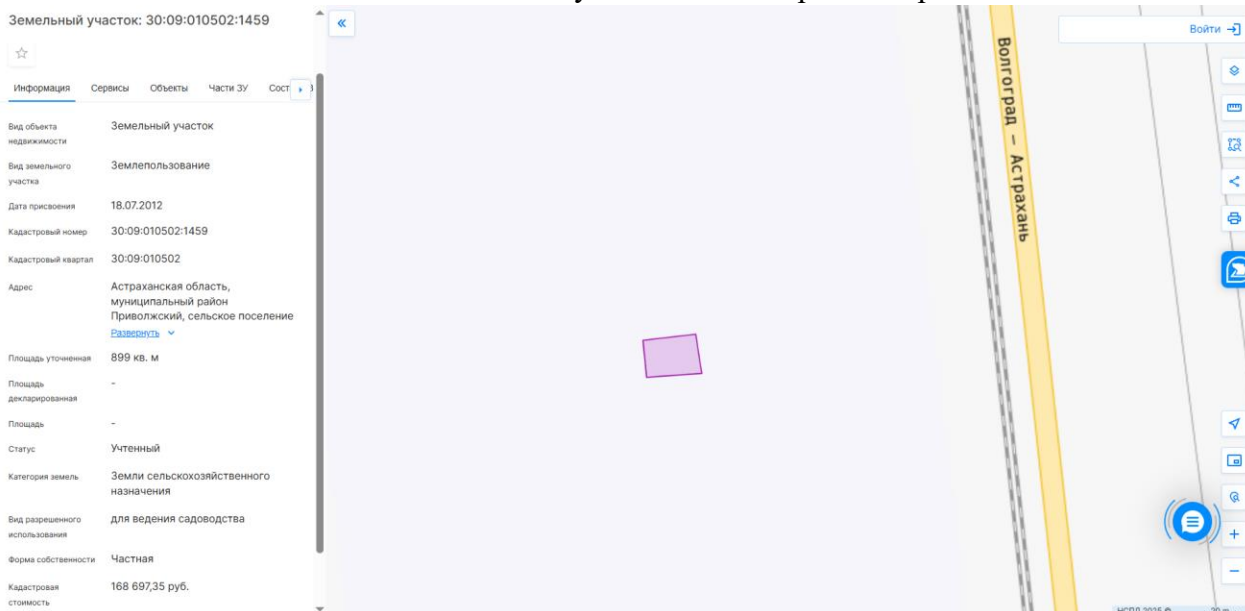 Земельный участок: 30:09:010502:1459
Информация Сервисы Объекты Части ЗУ Сост
Вид объекта недвижимости
Земельный участок
Вид земельного участка
Землепользование
Дата присвоения
18.07.2012
Кадастровый номер
30:09:010502:1459
Кадастровый квартал
30:09:010502
Адрес
Астраханская область,
муниципальный район
Приволжский, сельское поселение
Развернуть
Площадь уточненная
899 кв. м
Площадь декларированная
-
Площадь
-
Статус
Учтенный
Категория земель
Земли сельскохозяйственного
назначения
Вид разрешенного использования
для ведения садоводства
Форма собственности
Частная
Кадастровая стоимость
168 697,35 руб.
Волгоград – Астрахань
Войти